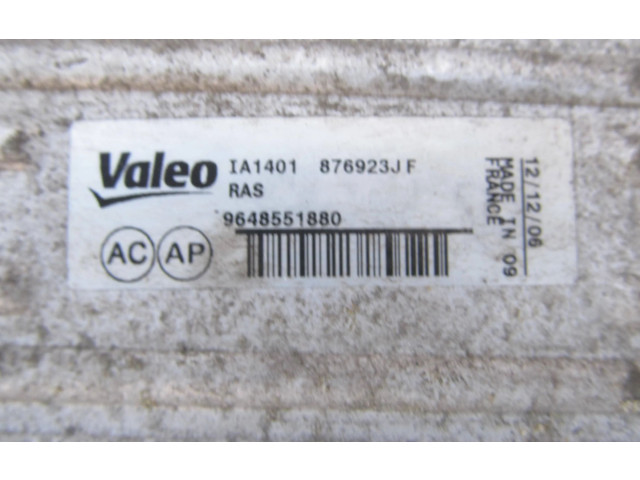 Valeo IA1401 876923J F
RAS
9648551880
AC AP
12/12/06
MADE IN 09
FRANCE